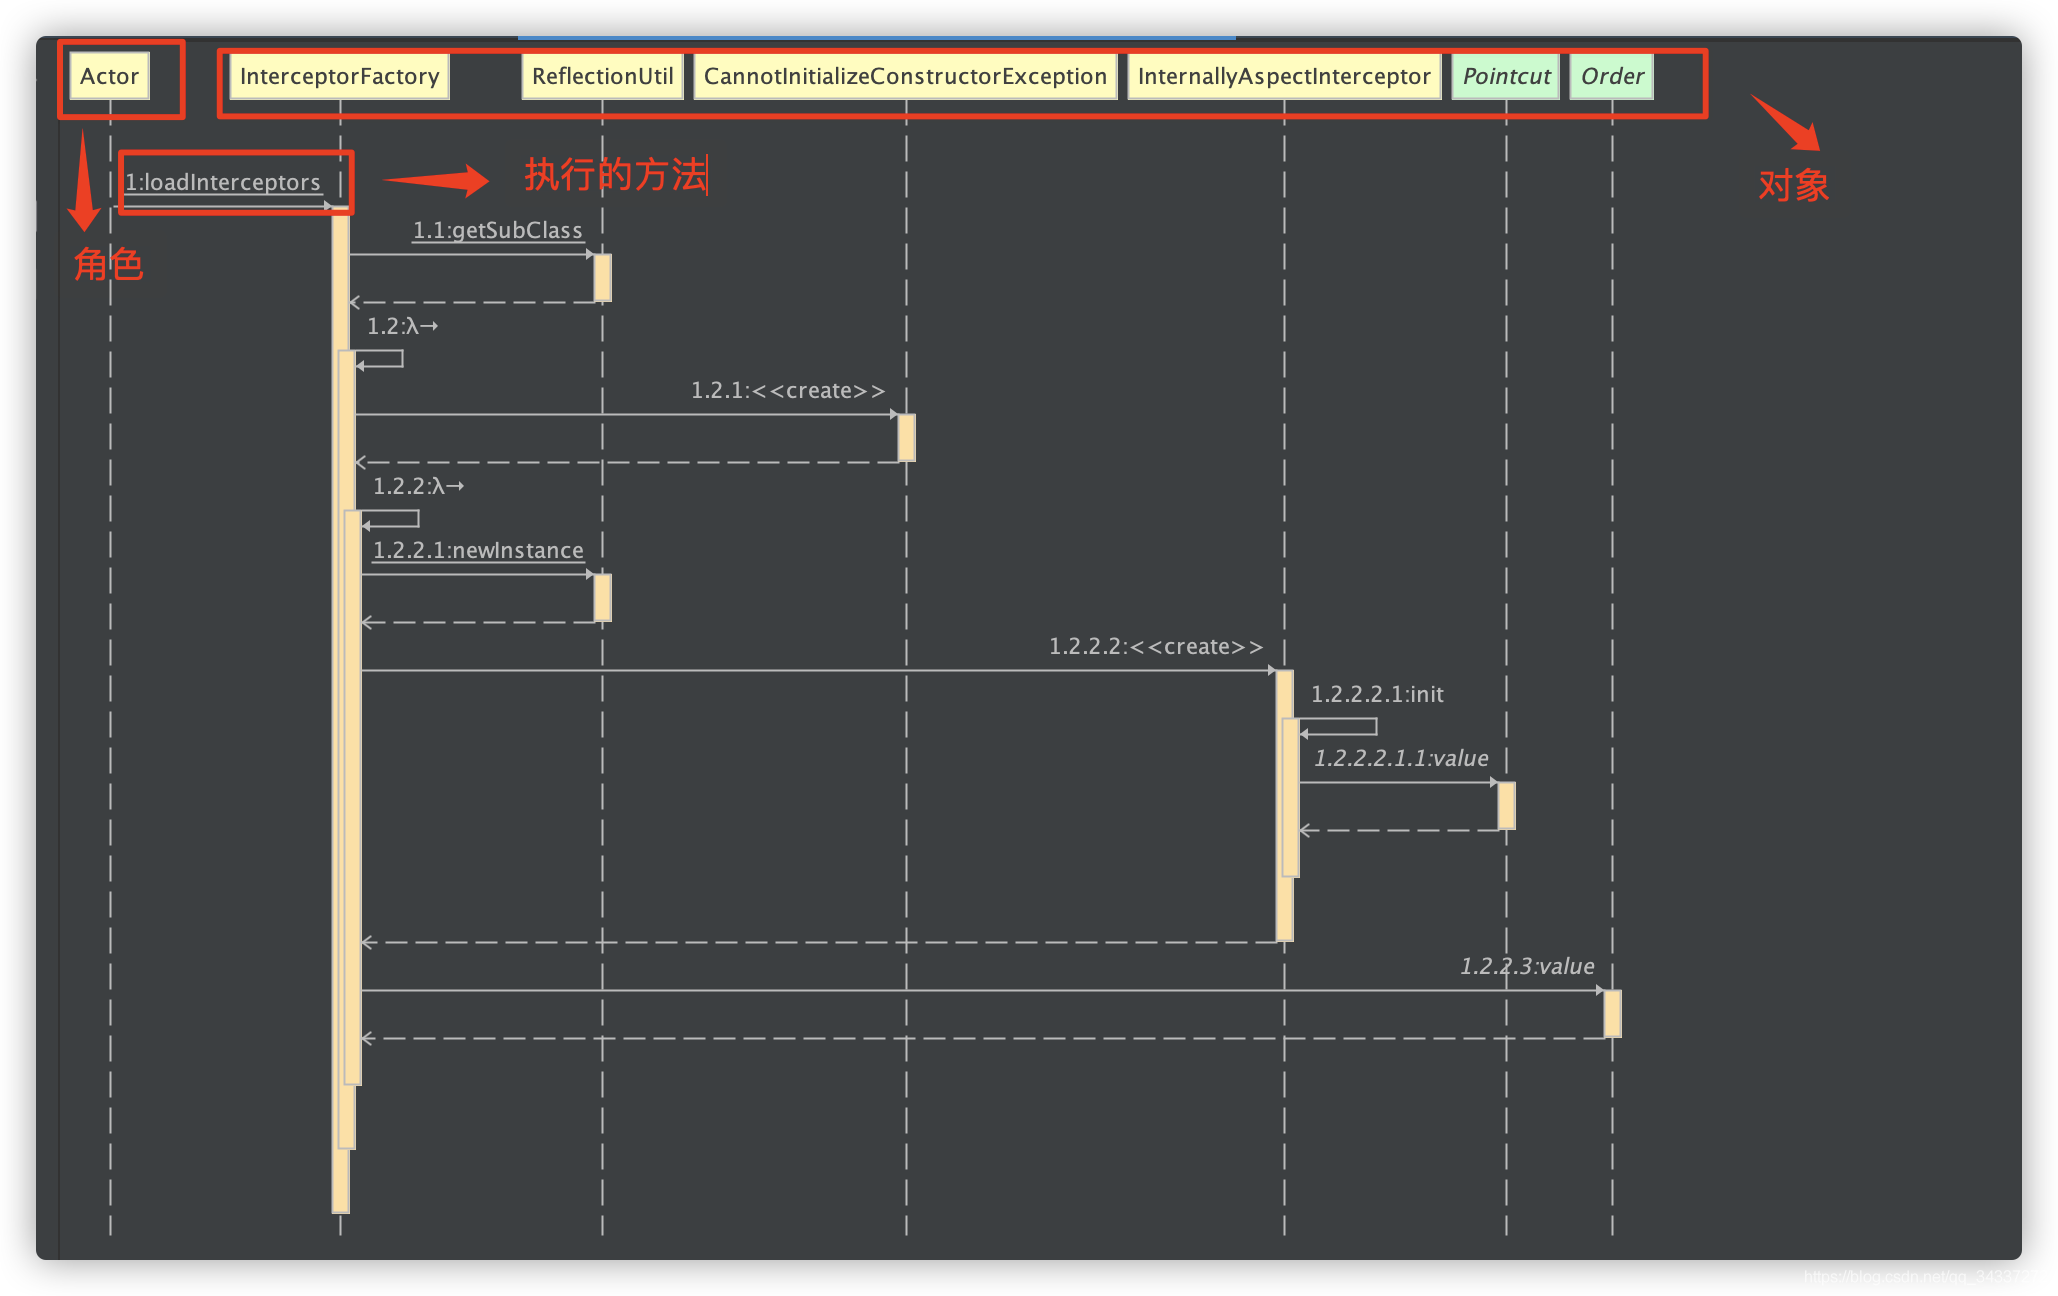 Actor
InterceptorFactory
ReflectionUtil
CannotInitializeConstructorException
InternallyAspectInterceptor
Pointcut
Order
1:loadInterceptors
执行的方法
对象
1.1:getSubClass
角色
1.2:λ→
1.2.1:<<create>>
1.2.2:λ→
1.2.2.1:newInstance
1.2.2.2:<<create>>
1.2.2.2.1:init
1.2.2.2.1.1:value
1.2.2.3:value